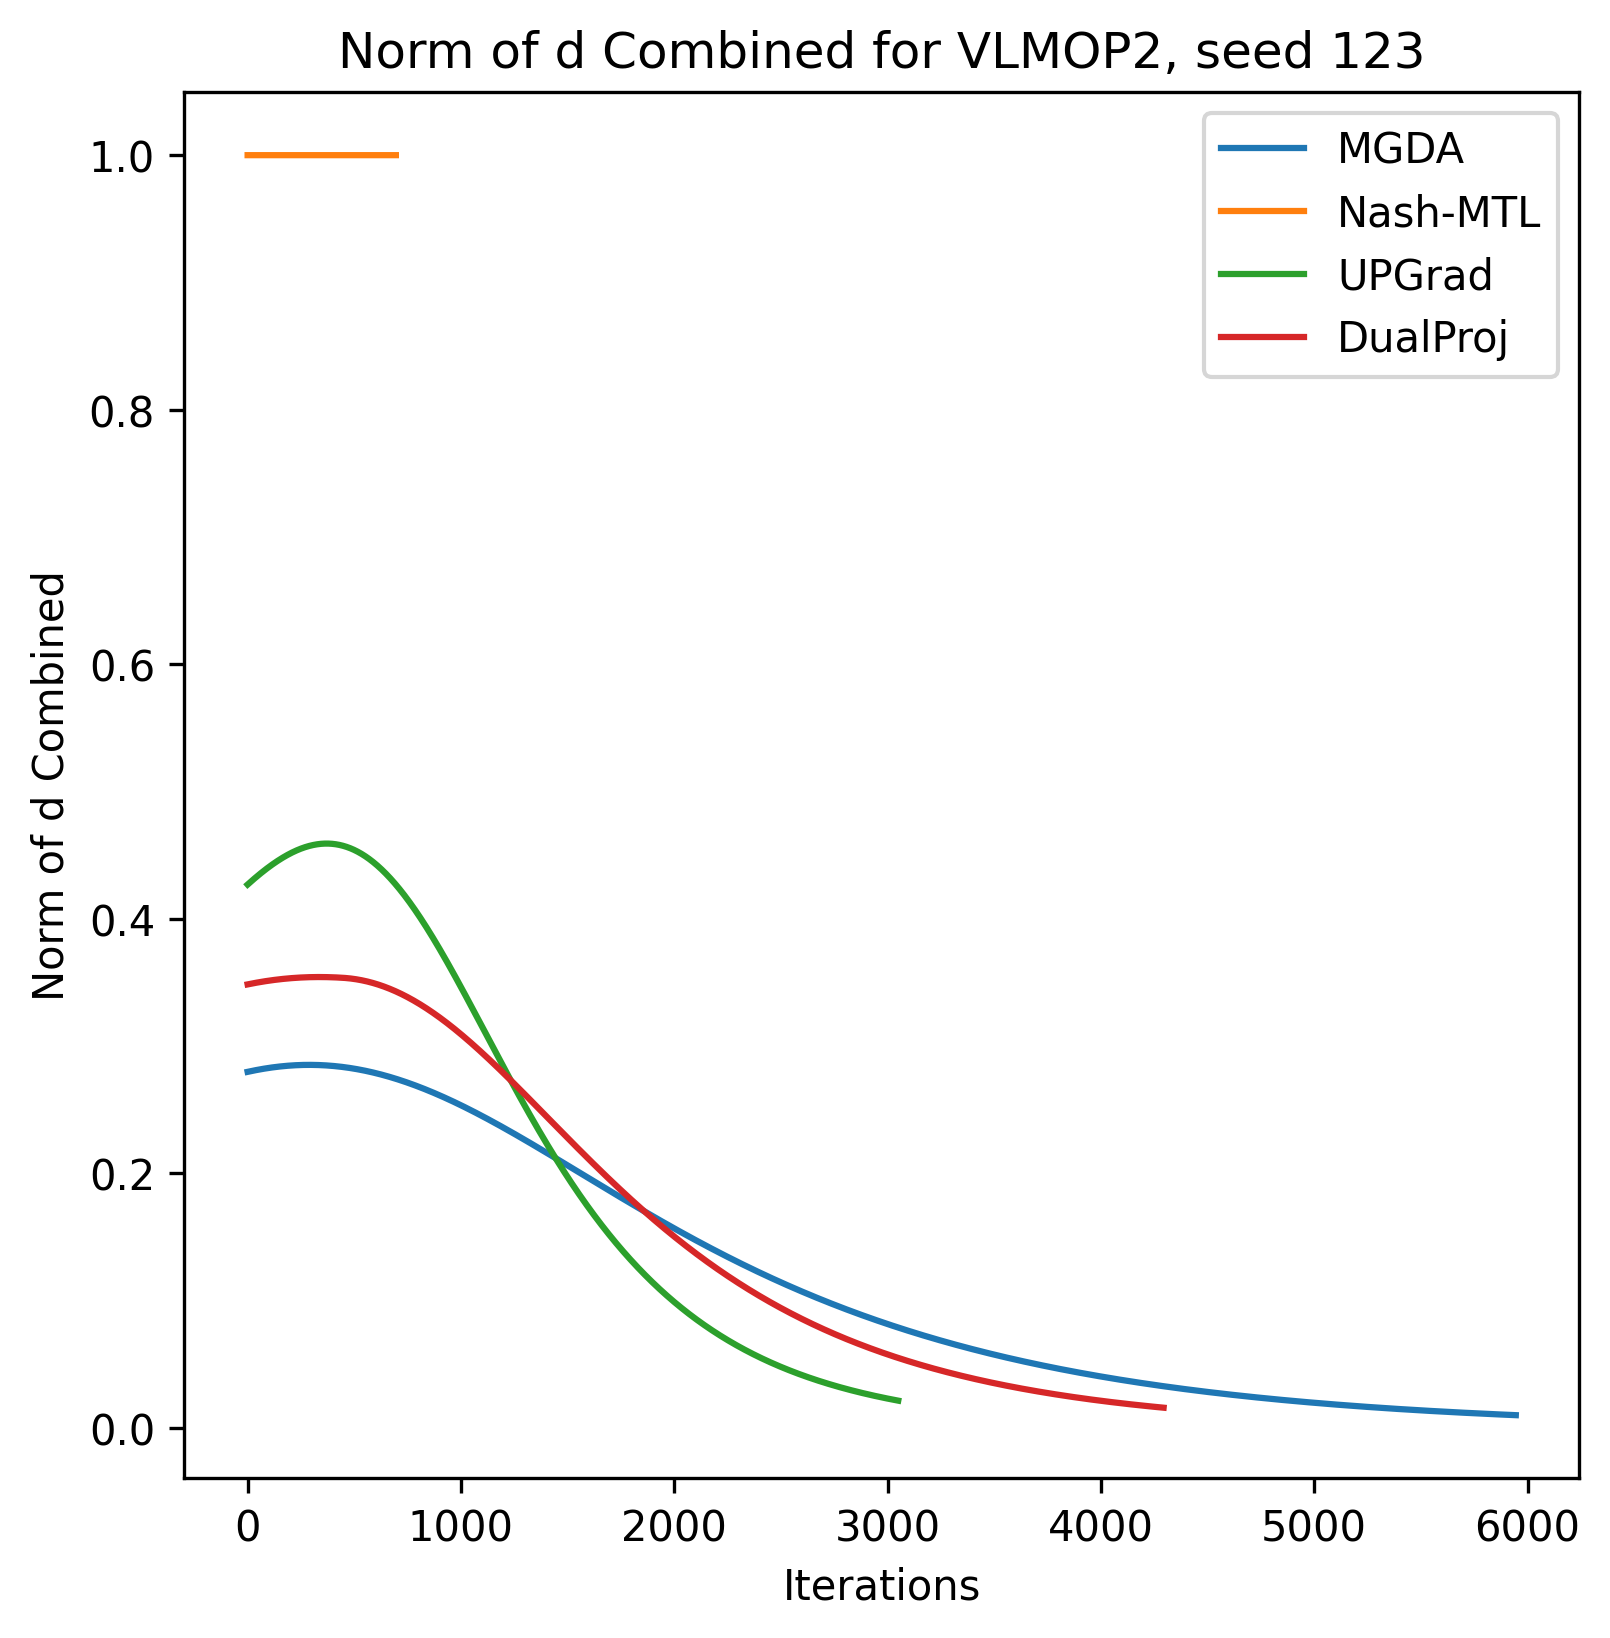 Norm of d Combined for VLMOP2, seed 123
MGDA
Nash-MTL
UPGrad
DualProj
1.0
0.8
0.6
0.4
0.2
0.0
Norm of d Combined
0 1000 2000 3000 4000 5000 6000
Iterations